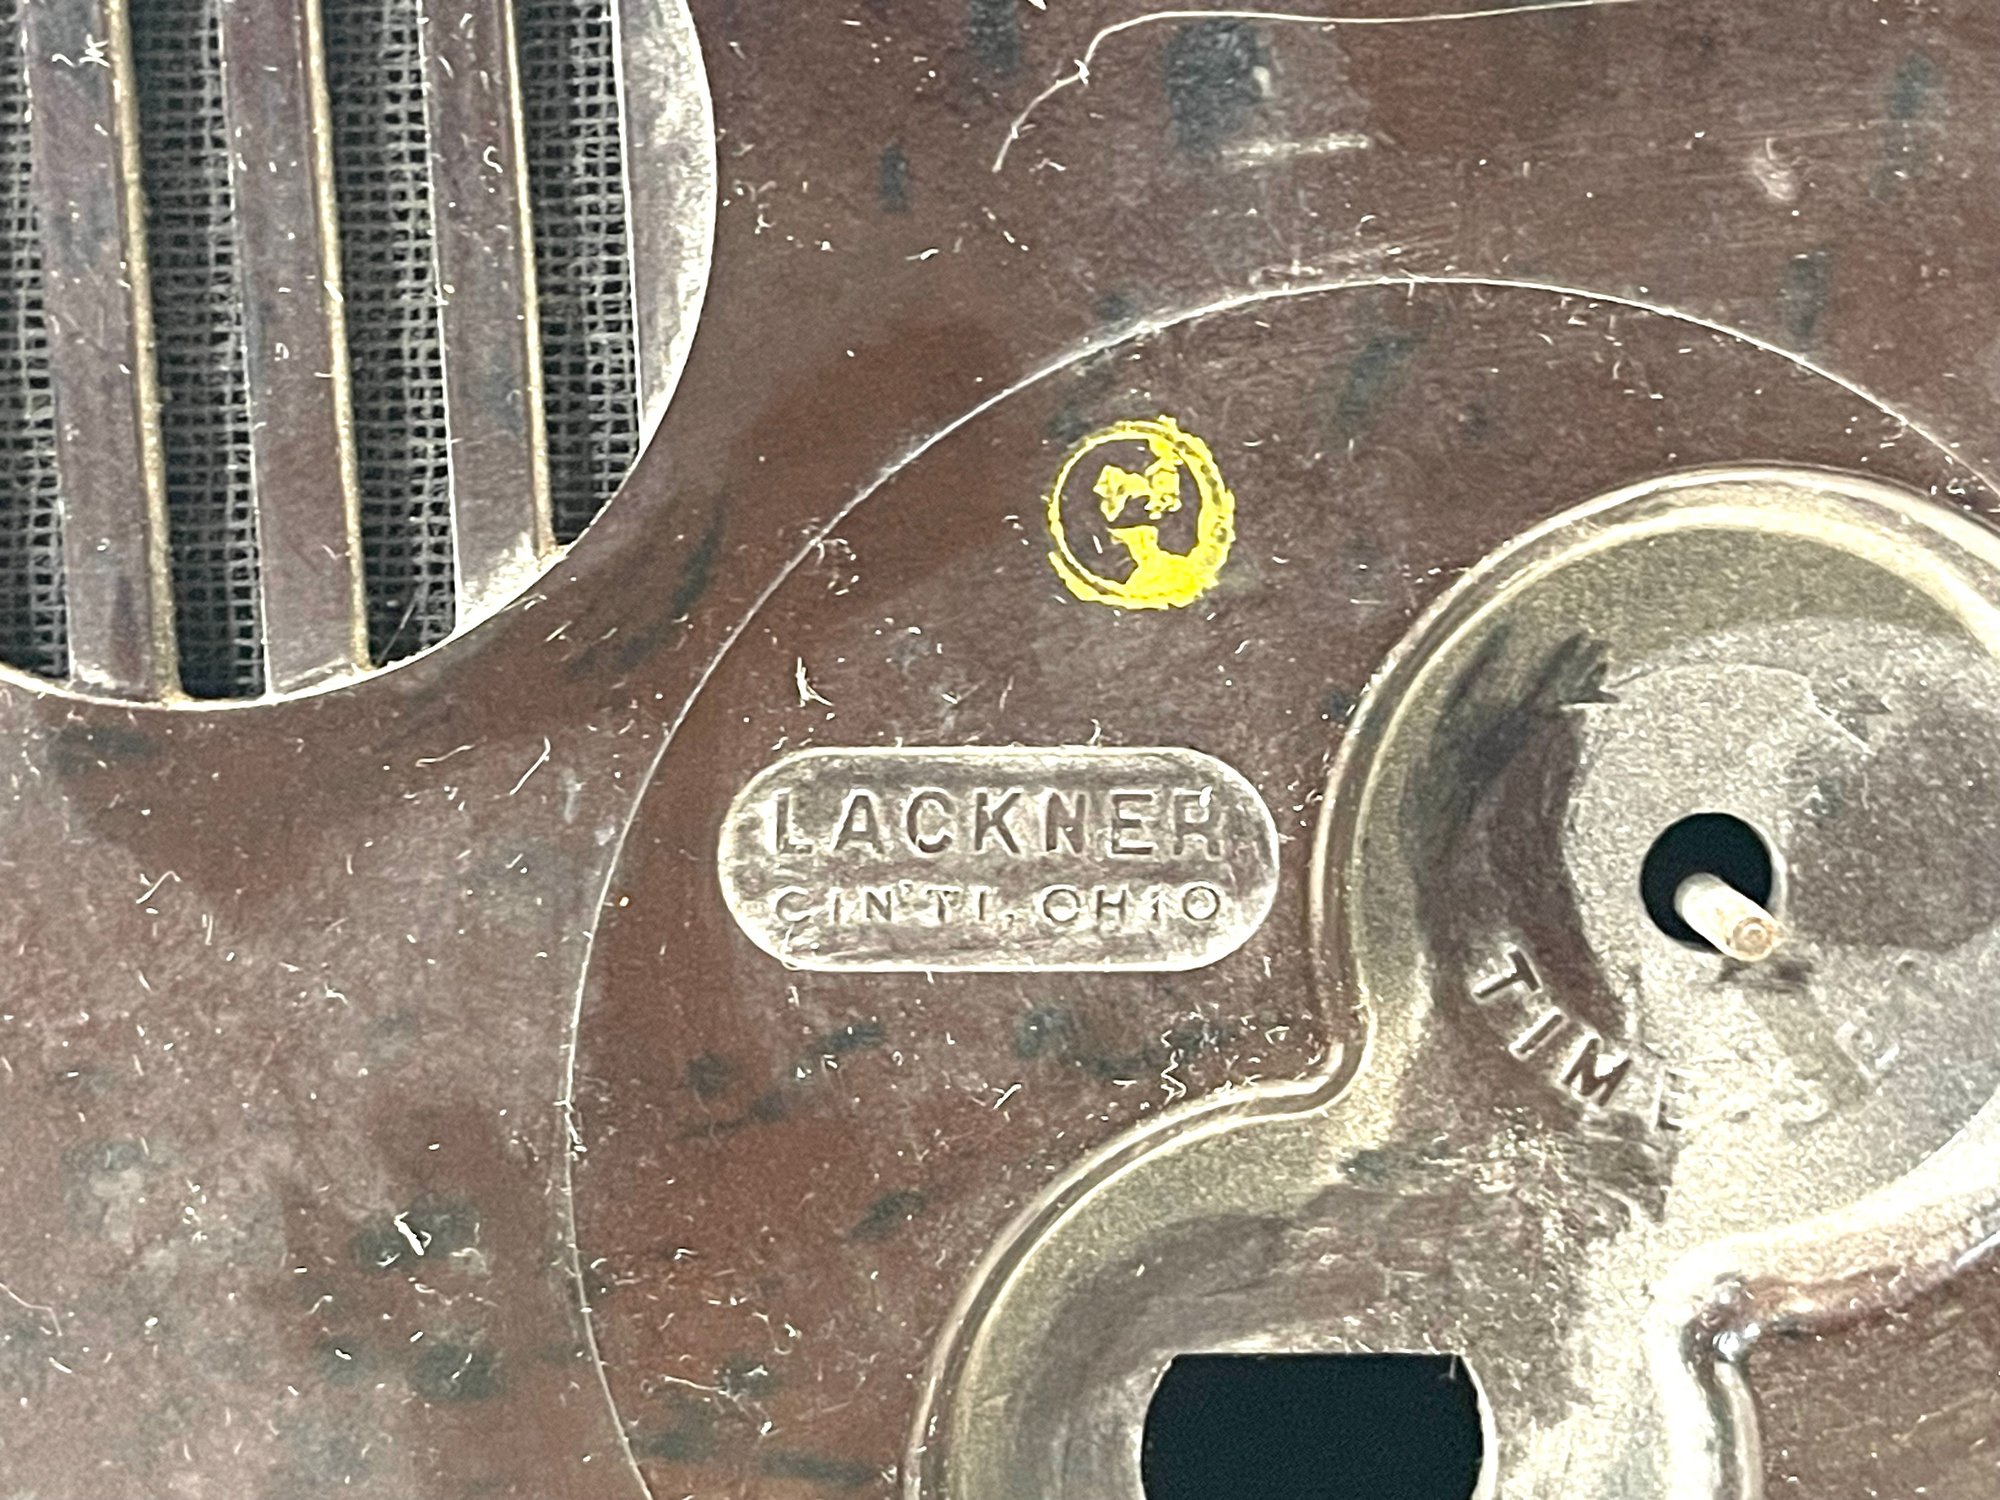 LACKNER
CIN'TI, OHIO
TIME